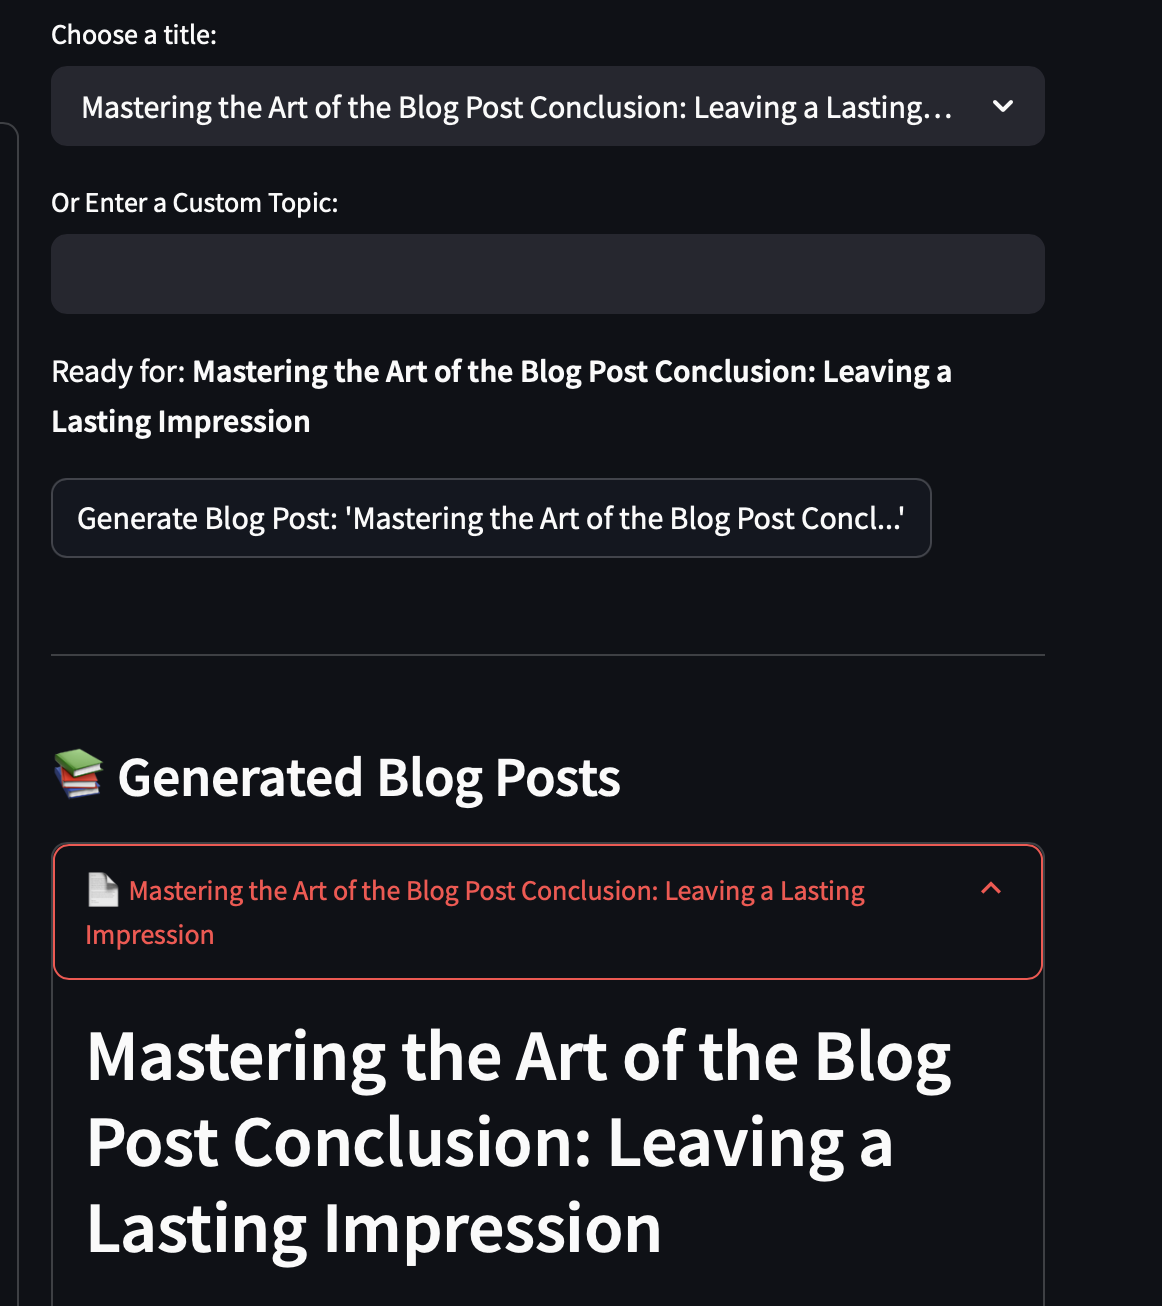 Choose a title:
Mastering the Art of the Blog Post Conclusion: Leaving a Lasting...
Or Enter a Custom Topic:
Ready for: Mastering the Art of the Blog Post Conclusion: Leaving a
Lasting Impression
Generate Blog Post: 'Mastering the Art of the Blog Post Concl...'
📚 Generated Blog Posts
📄 Mastering the Art of the Blog Post Conclusion: Leaving a Lasting
Impression
Mastering the Art of the Blog
Post Conclusion: Leaving a
Lasting Impression